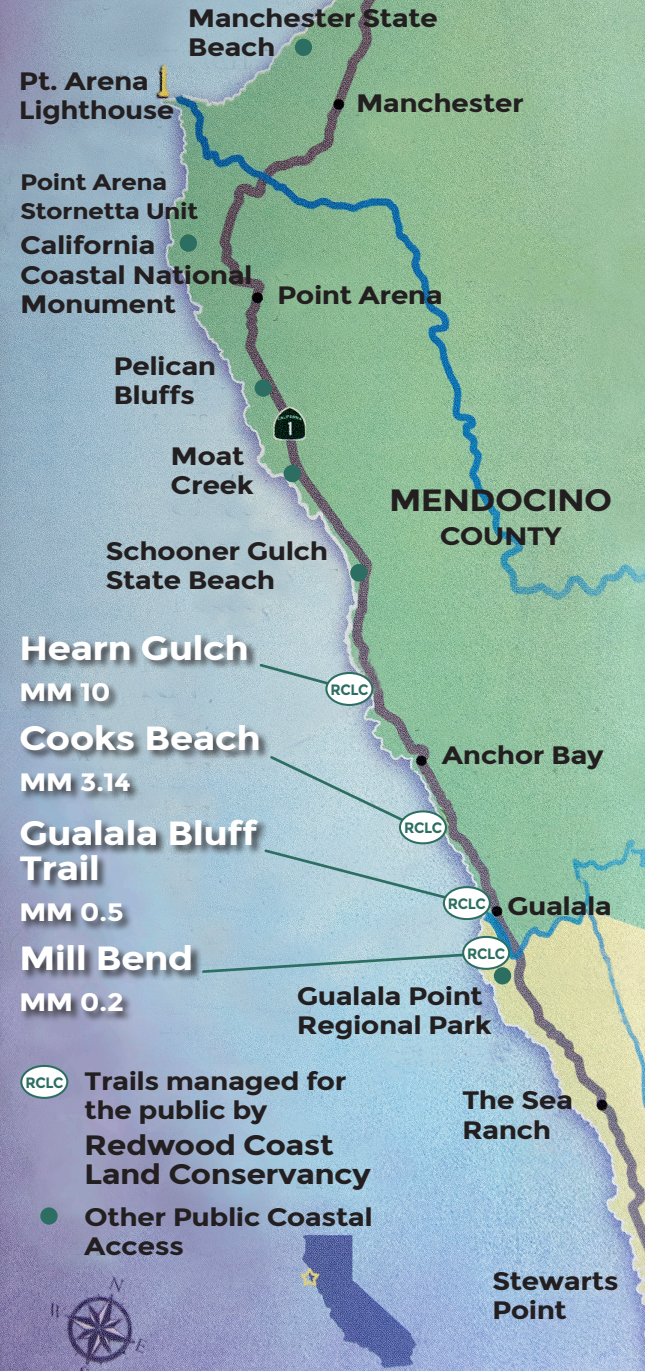 Manchester State
Beach
Pt. Arena
Lighthouse
Manchester
Point Arena
Stornetta Unit
California
Coastal National
Monument
Point Arena
Pelican
Bluffs
CALIFORNIA
1
Moat
Creek
MENDOCINO
COUNTY
Schooner Gulch
State Beach
Hearn Gulch
MM 10
RCLC
Cooks Beach
MM 3.14
Anchor Bay
RCLC
Gualala Bluff
Trail
MM 0.5
RCLC
Gualala
Mill Bend
MM 0.2
RCLC
Gualala Point
Regional Park
RCLC
Trails managed for
the public by
Redwood Coast
Land Conservancy
The Sea
Ranch
Other Public Coastal
Access
Stewarts
Point
N
W
E
S